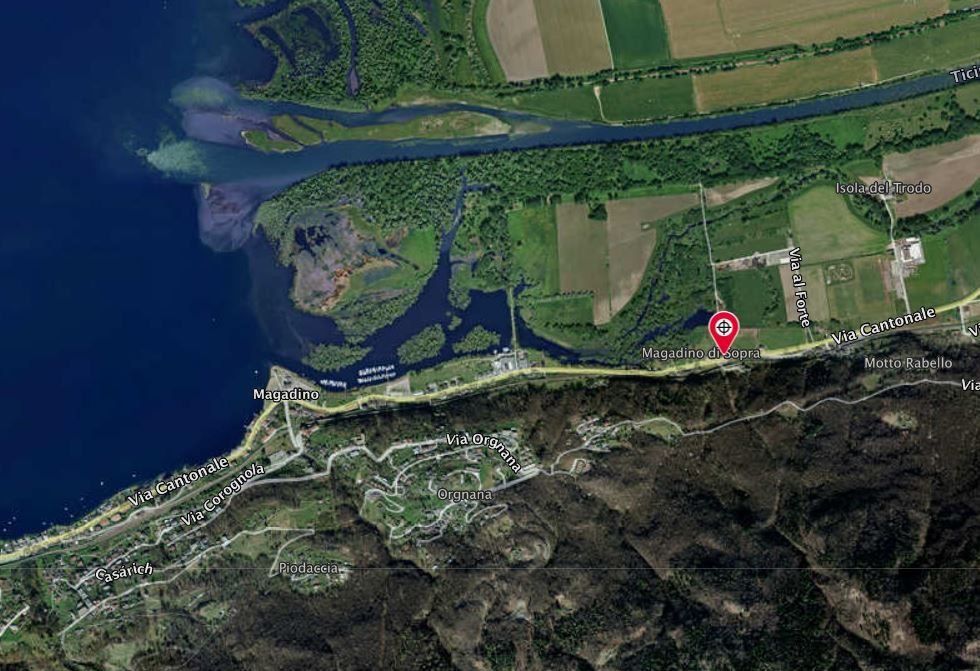 Tici
Isola del Trodo
Via al Forte
Via Cantonale
V
Magadino di Sopra
Motto Rabello
Via
Magadino
Via Orgnana
Via Cantonale
Via Corognola
Orgnana
Casárich
Piodaccia